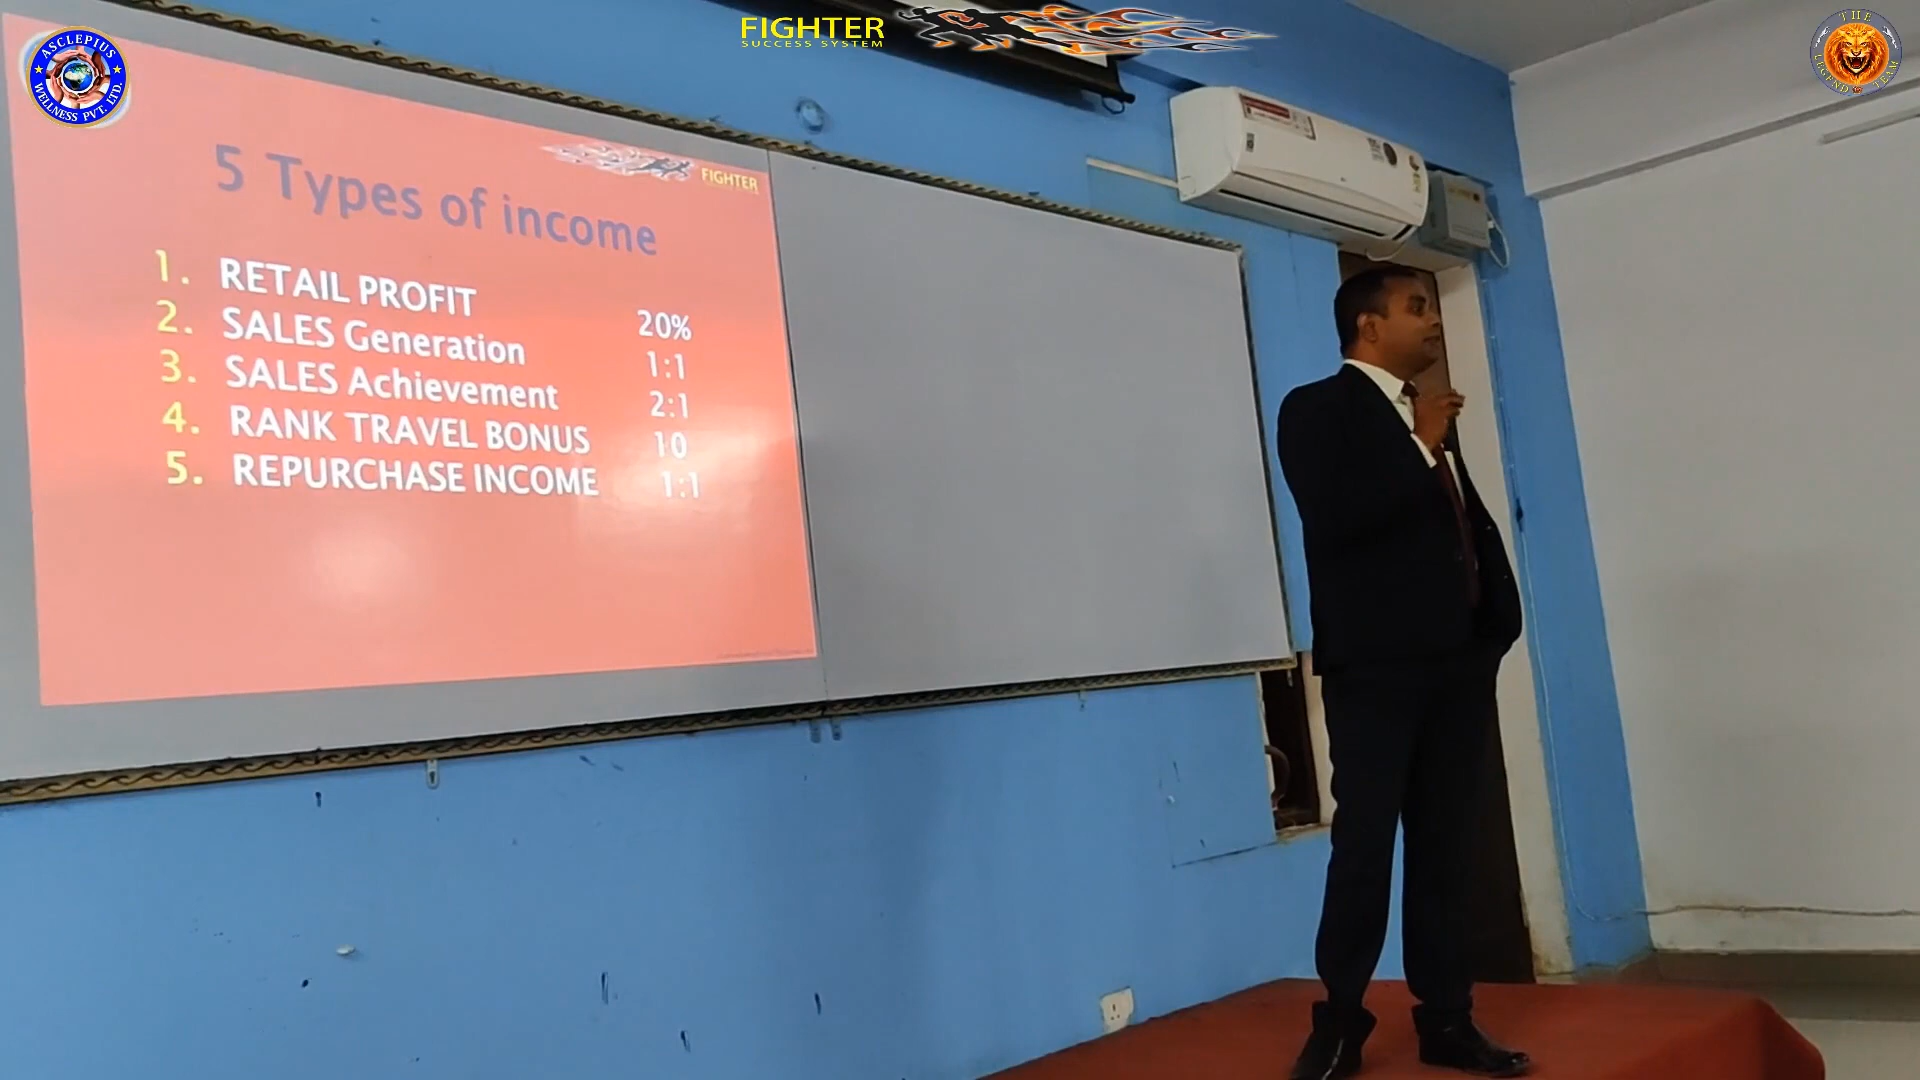 ASCLEPIUS
WELLNESS PVT. LTD.
FIGHTER
SUCCESS SYSTEM
THE
LEGEND TEAM
FIGHTER
5 Types of income
1. RETAIL PROFIT 20%
2. SALES Generation 1:1
3. SALES Achievement 2:1
4. RANK TRAVEL BONUS 10
5. REPURCHASE INCOME 1:1